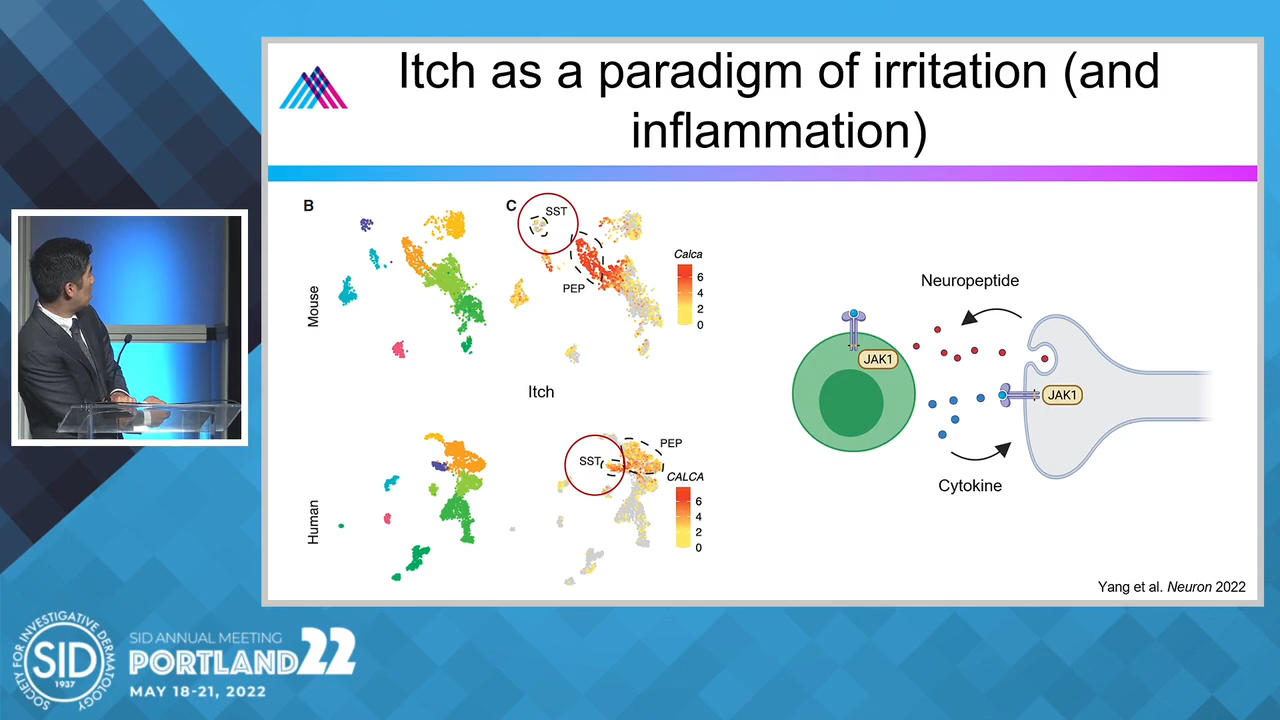 Itch as a paradigm of irritation (and
inflammation)
B
C
SST
PEP
Calca
6
4
2
0
Mouse
Itch
Human
SST
PEP
CALCA
6
4
2
0
Neuropeptide
JAK1
JAK1
Cytokine
Yang et al. Neuron 2022
SOCIETY FOR INVESTIGATIVE DERMATOLOGY
SID
1937
SID ANNUAL MEETING
PORTLAND22
MAY 18-21, 2022